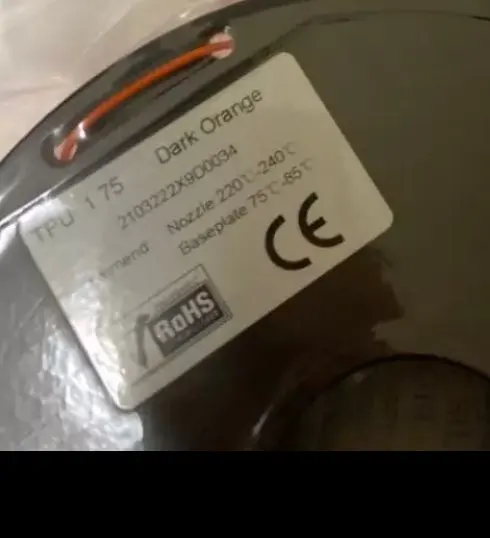 TPU 1 75 Dark Orange
2103222X9D0034
Nozzle 220℃-240℃
Baseplate 75℃-85℃
CE
RoHS